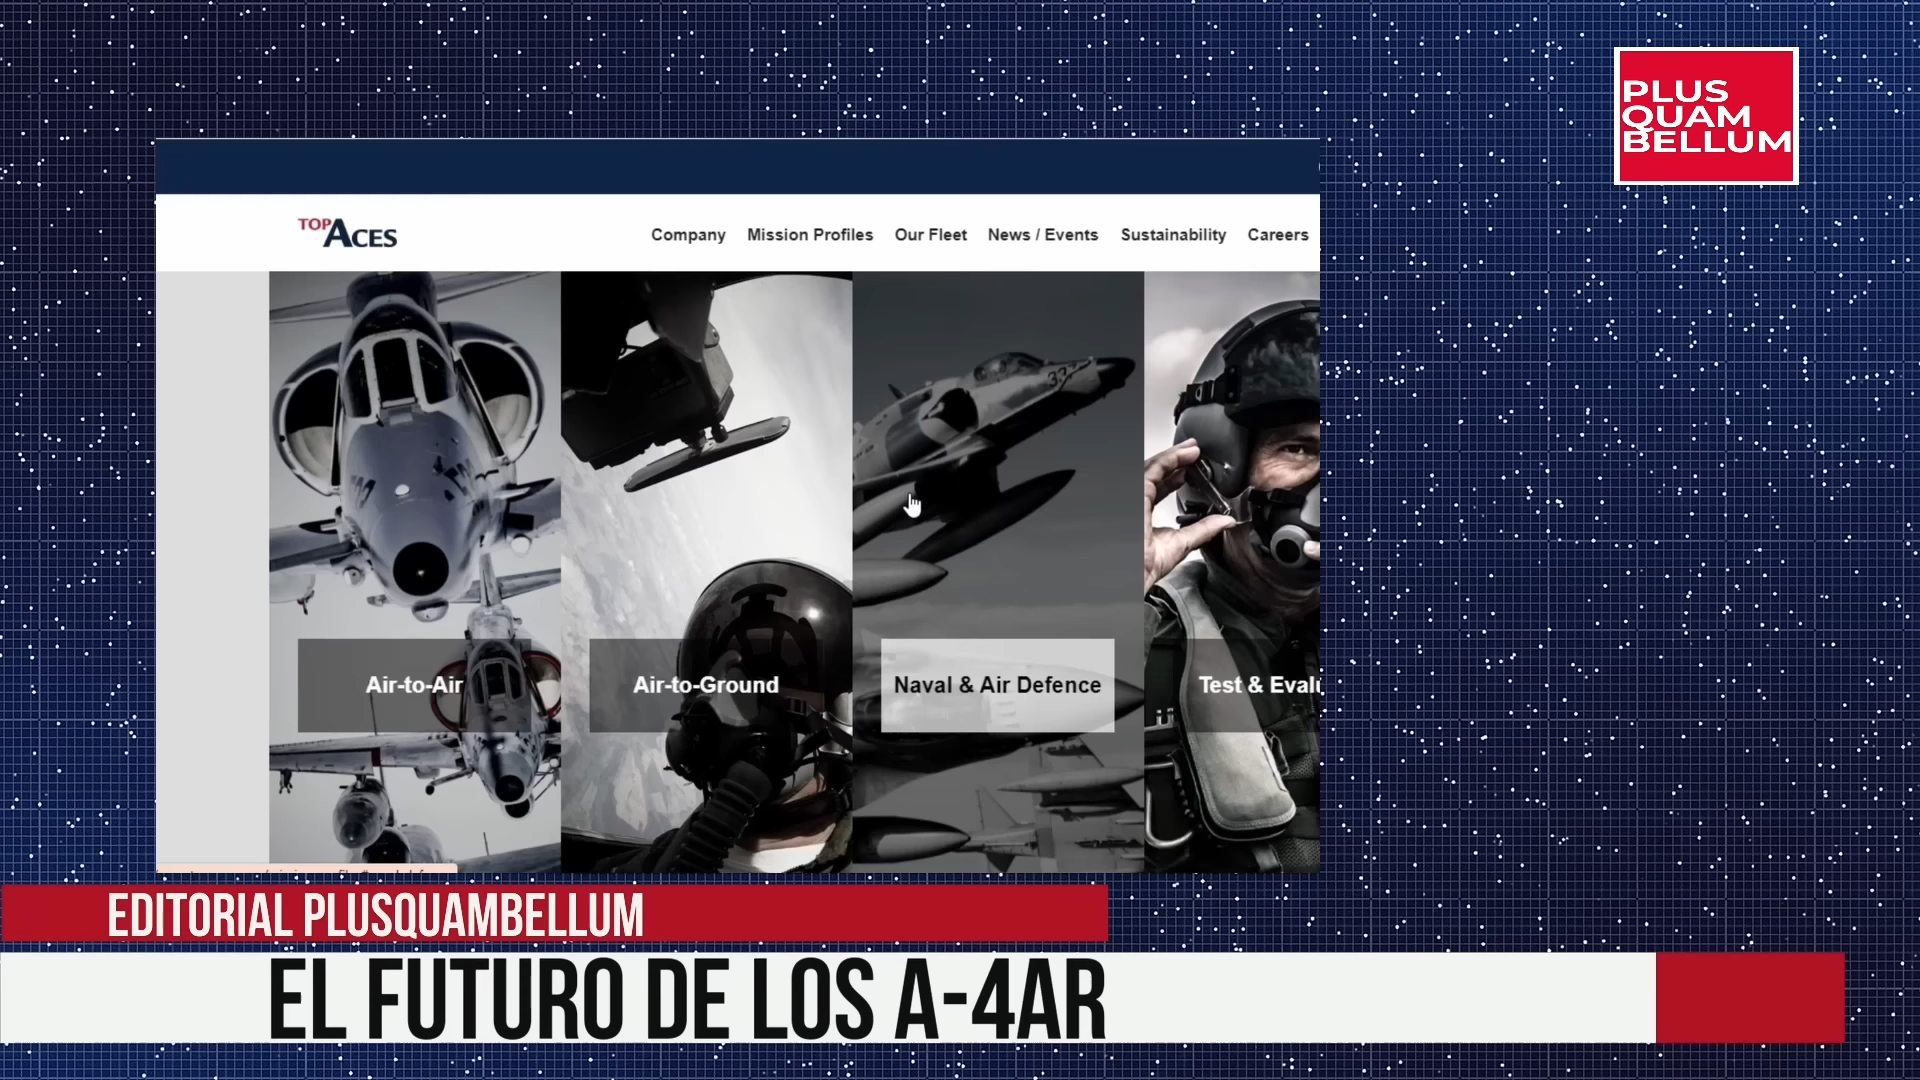 PLUS
QUAM
BELLUM
TOP ACES
Company Mission Profiles Our Fleet News / Events Sustainability Careers
33
Air-to-Air Air-to-Ground Naval & Air Defence Test & Evalu
EDITORIAL PLUSQUAMBELLUM
EL FUTURO DE LOS A-4AR